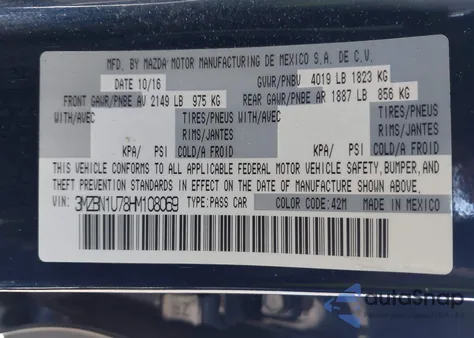 MFD. BY MAZDA MOTOR MANUFACTURING DE MEXICO S.A. DE C.V.
DATE 10/16 GVWR/PNBV 4019 LB 1823 KG
FRONT GAWR/PNBE AV 2149 LB 975 KG REAR GAWR/PNBE AR 1887 LB 856 KG
WITH/AVEC TIRES/PNEUS WITH/AVEC TIRES/PNEUS
RIMS/JANTES RIMS/JANTES
KPA/ PSI COLD/A FROID KPA/ PSI COLD/A FROID
THIS VEHICLE CONFORMS TO ALL APPLICABLE FEDERAL MOTOR VEHICLE SAFETY, BUMPER, AND
THEFT PREVENTION STANDARDS IN EFFECT ON THE DATE OF MANUFACTURE SHOWN ABOVE.
VIN: 3MZBN1U78HM108069 TYPE: PASS CAR COLOR CODE: 42M MADE IN MEXICO
AutoShap